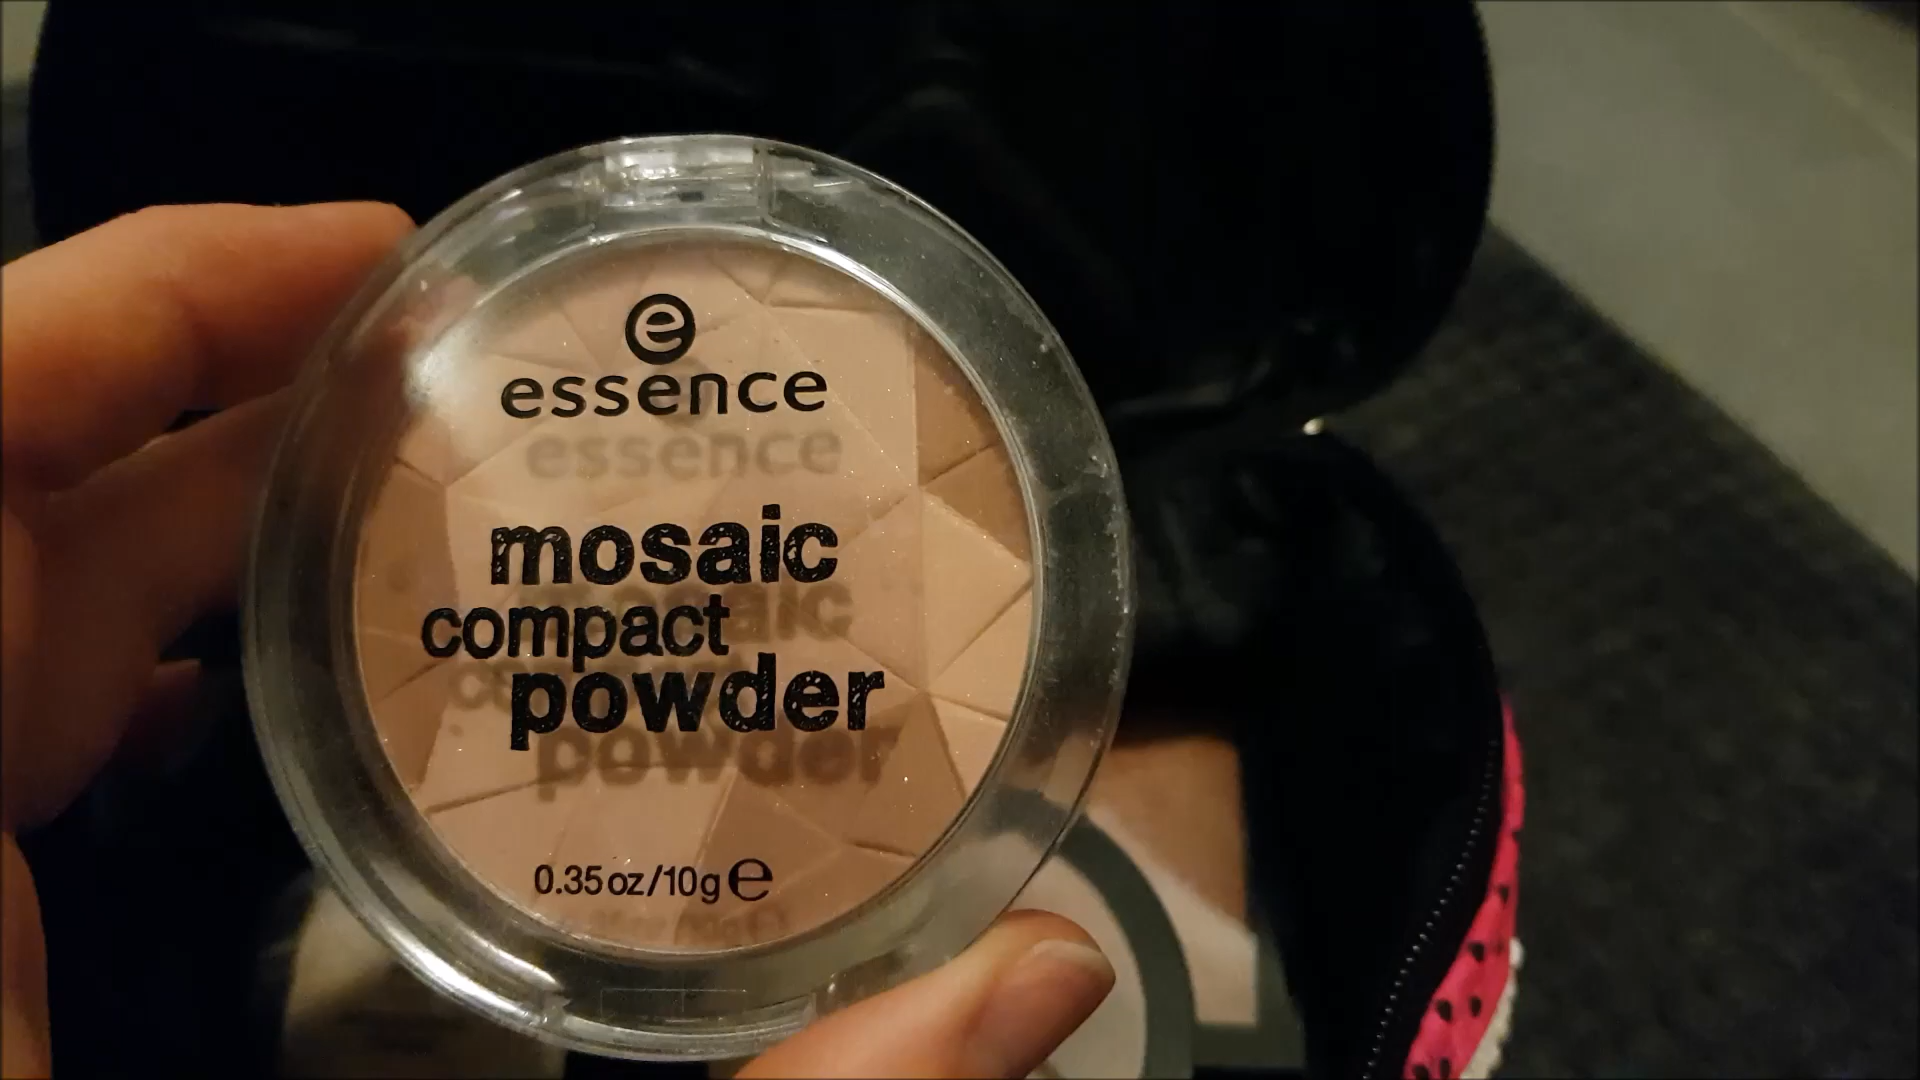 e
essence
mosaic
compact
powder
0.35 oz/10g e